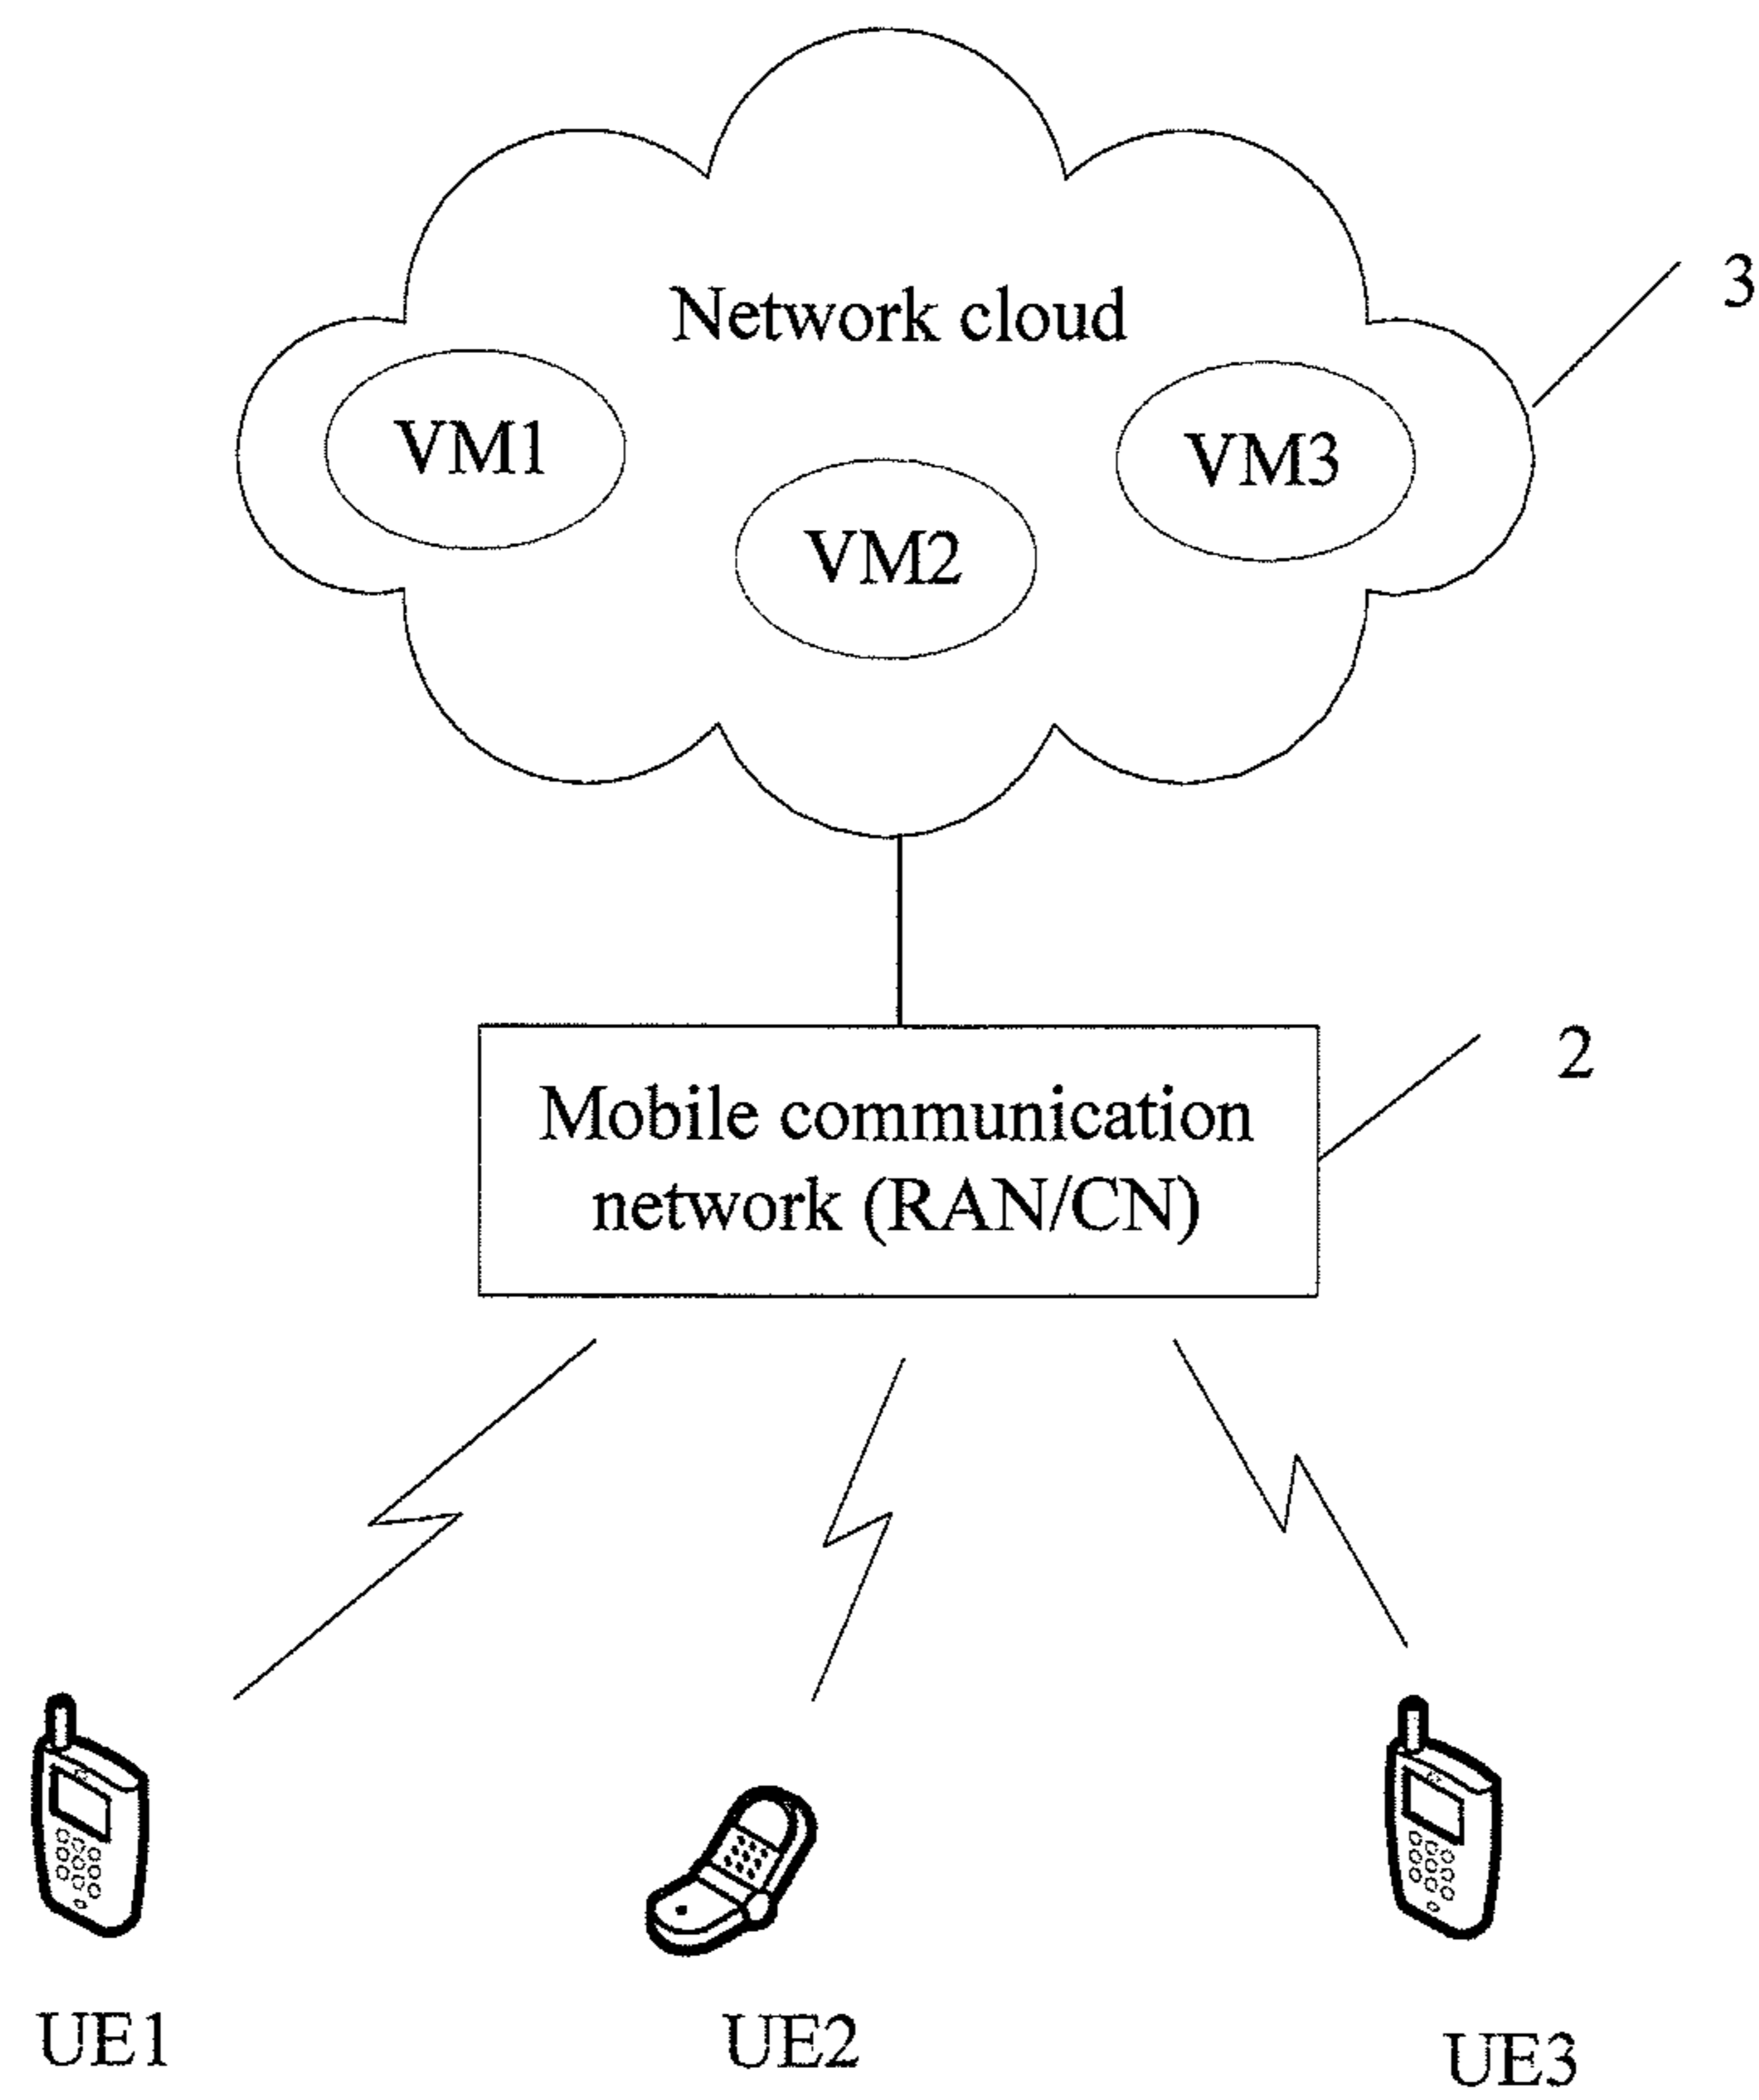 Network cloud
3
VM1
VM3
VM2
2
Mobile communication
network (RAN/CN)
UE1
UE2
UE3